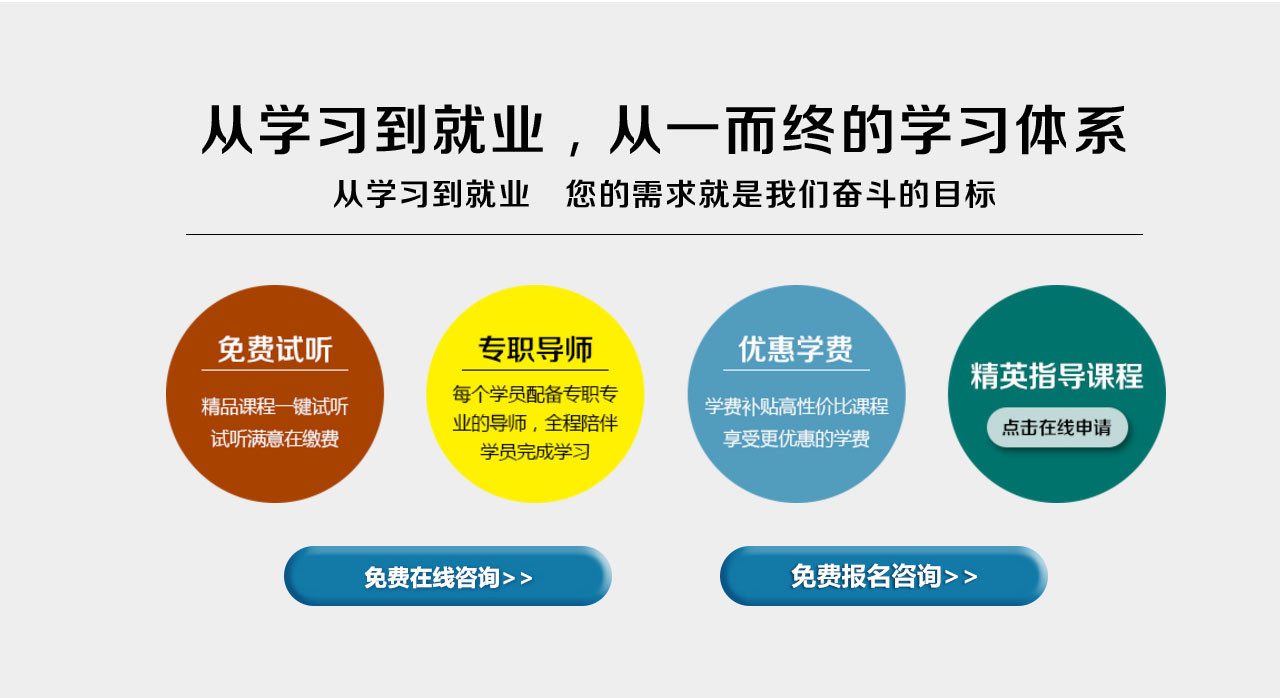 从学习到就业，从一而终的学习体系
从学习到就业　您的需求就是我们奋斗的目标
免费试听
精品课程一键试听
试听满意在缴费
专职导师
每个学员配备专职专
业的导师，全程陪伴
学员完成学习
优惠学费
学费补贴高性价比课程
享受更优惠的学费
精英指导课程
点击在线申请
免费在线咨询>>
免费报名咨询>>